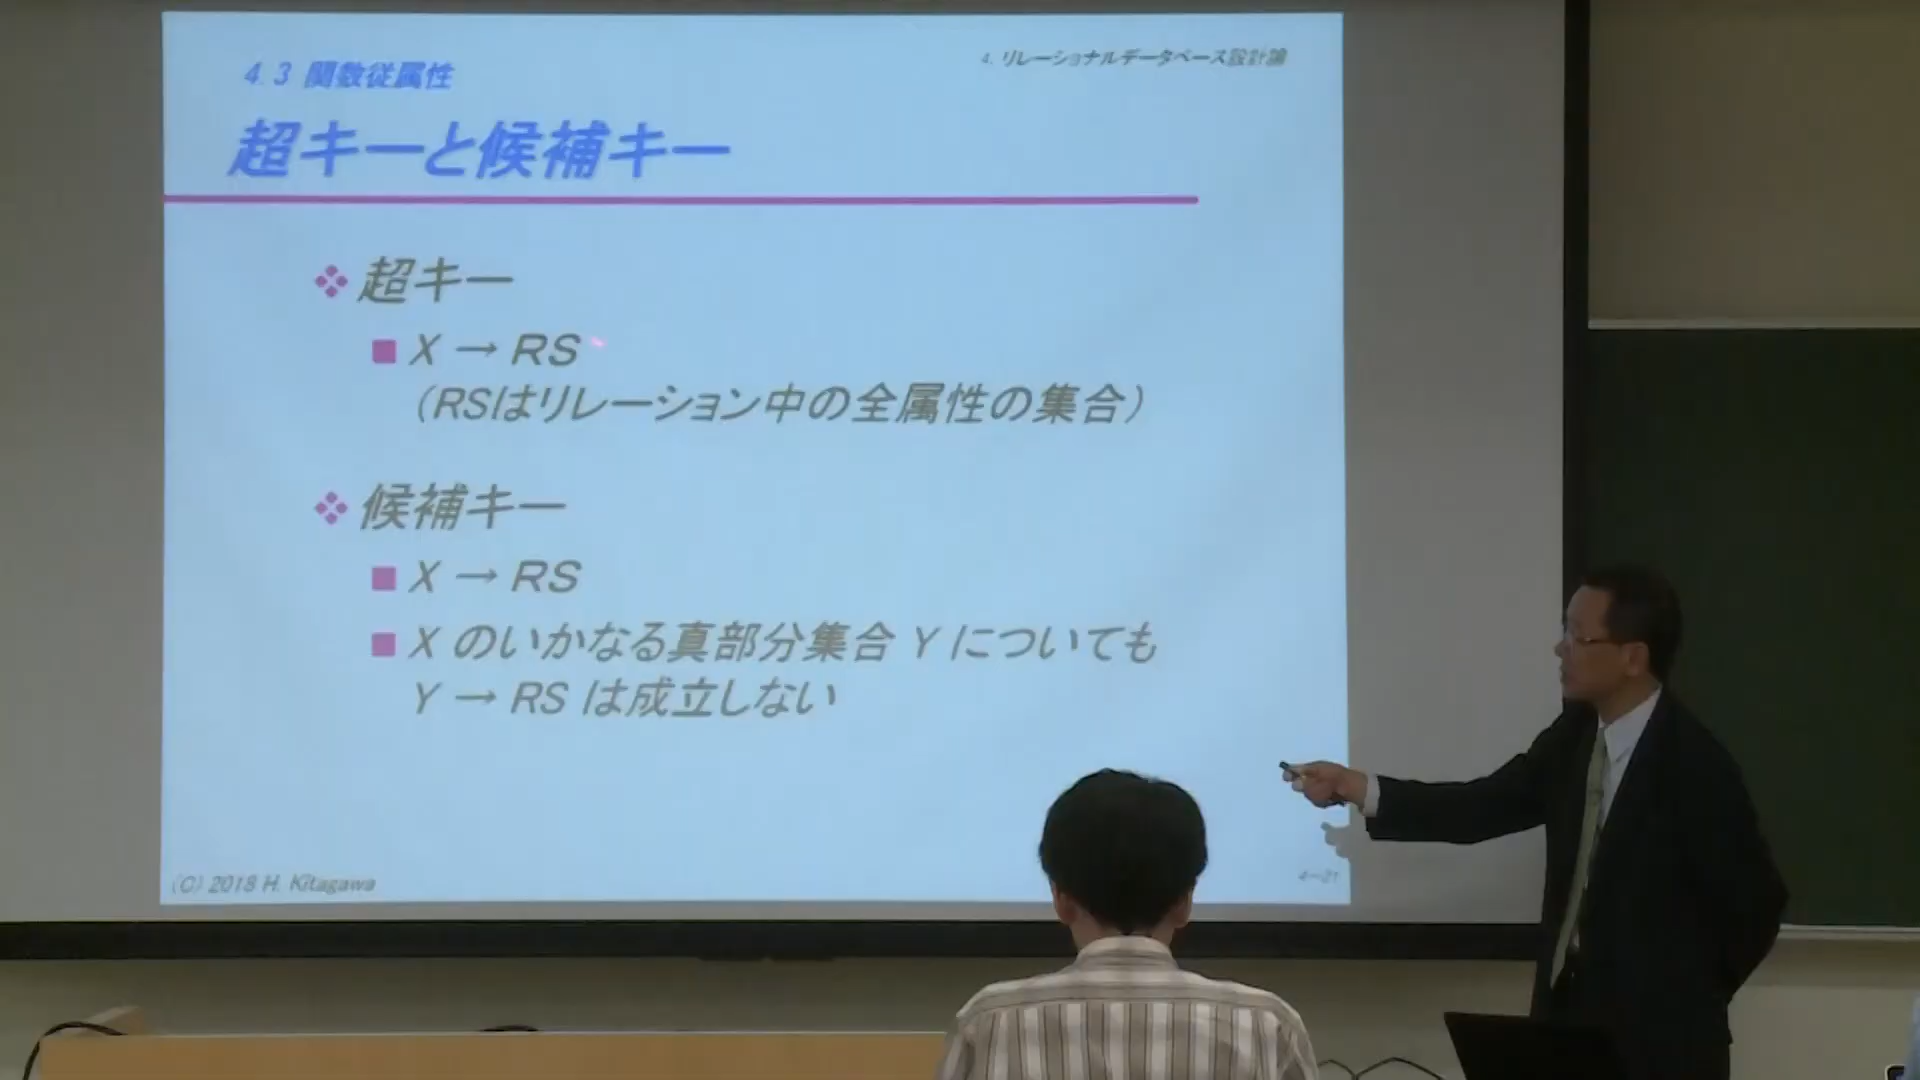 4.3 関数従属性
4. リレーショナルデータベース設計論
超キーと候補キー
❖ 超キー
■ X → RS
（RSはリレーション中の全属性の集合）
❖ 候補キー
■ X → RS
■ X のいかなる真部分集合 Y についても
Y → RS は成立しない
(C) 2018 H. Kitagawa
4－21